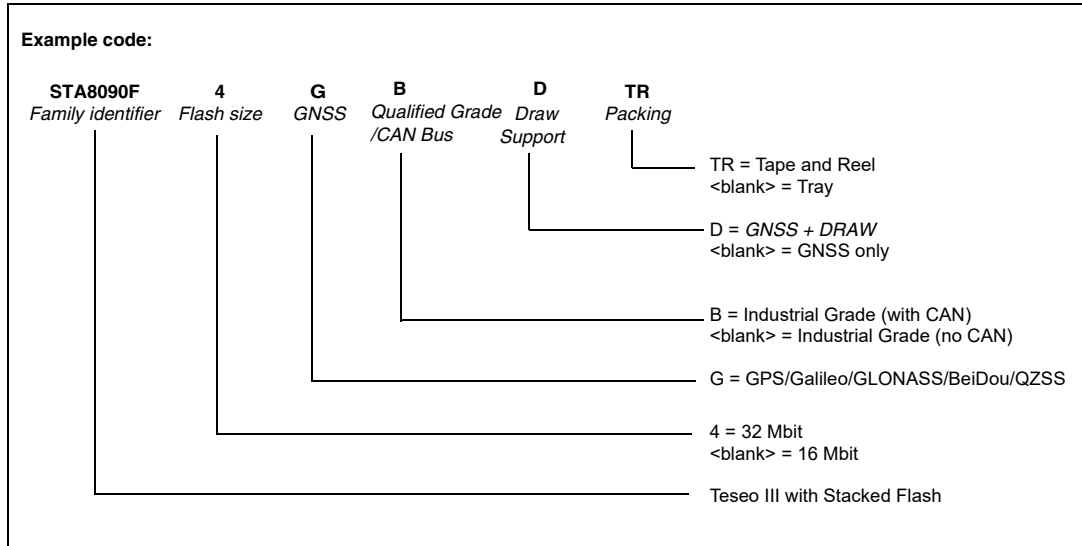 Example code:
STA8090F 4 G B D TR
Family identifier Flash size GNSS Qualified Grade Draw Packing
/CAN Bus Support
TR = Tape and Reel
<blank> = Tray
D = GNSS + DRAW
<blank> = GNSS only
B = Industrial Grade (with CAN)
<blank> = Industrial Grade (no CAN)
G = GPS/Galileo/GLONASS/BeiDou/QZSS
4 = 32 Mbit
<blank> = 16 Mbit
Teseo III with Stacked Flash